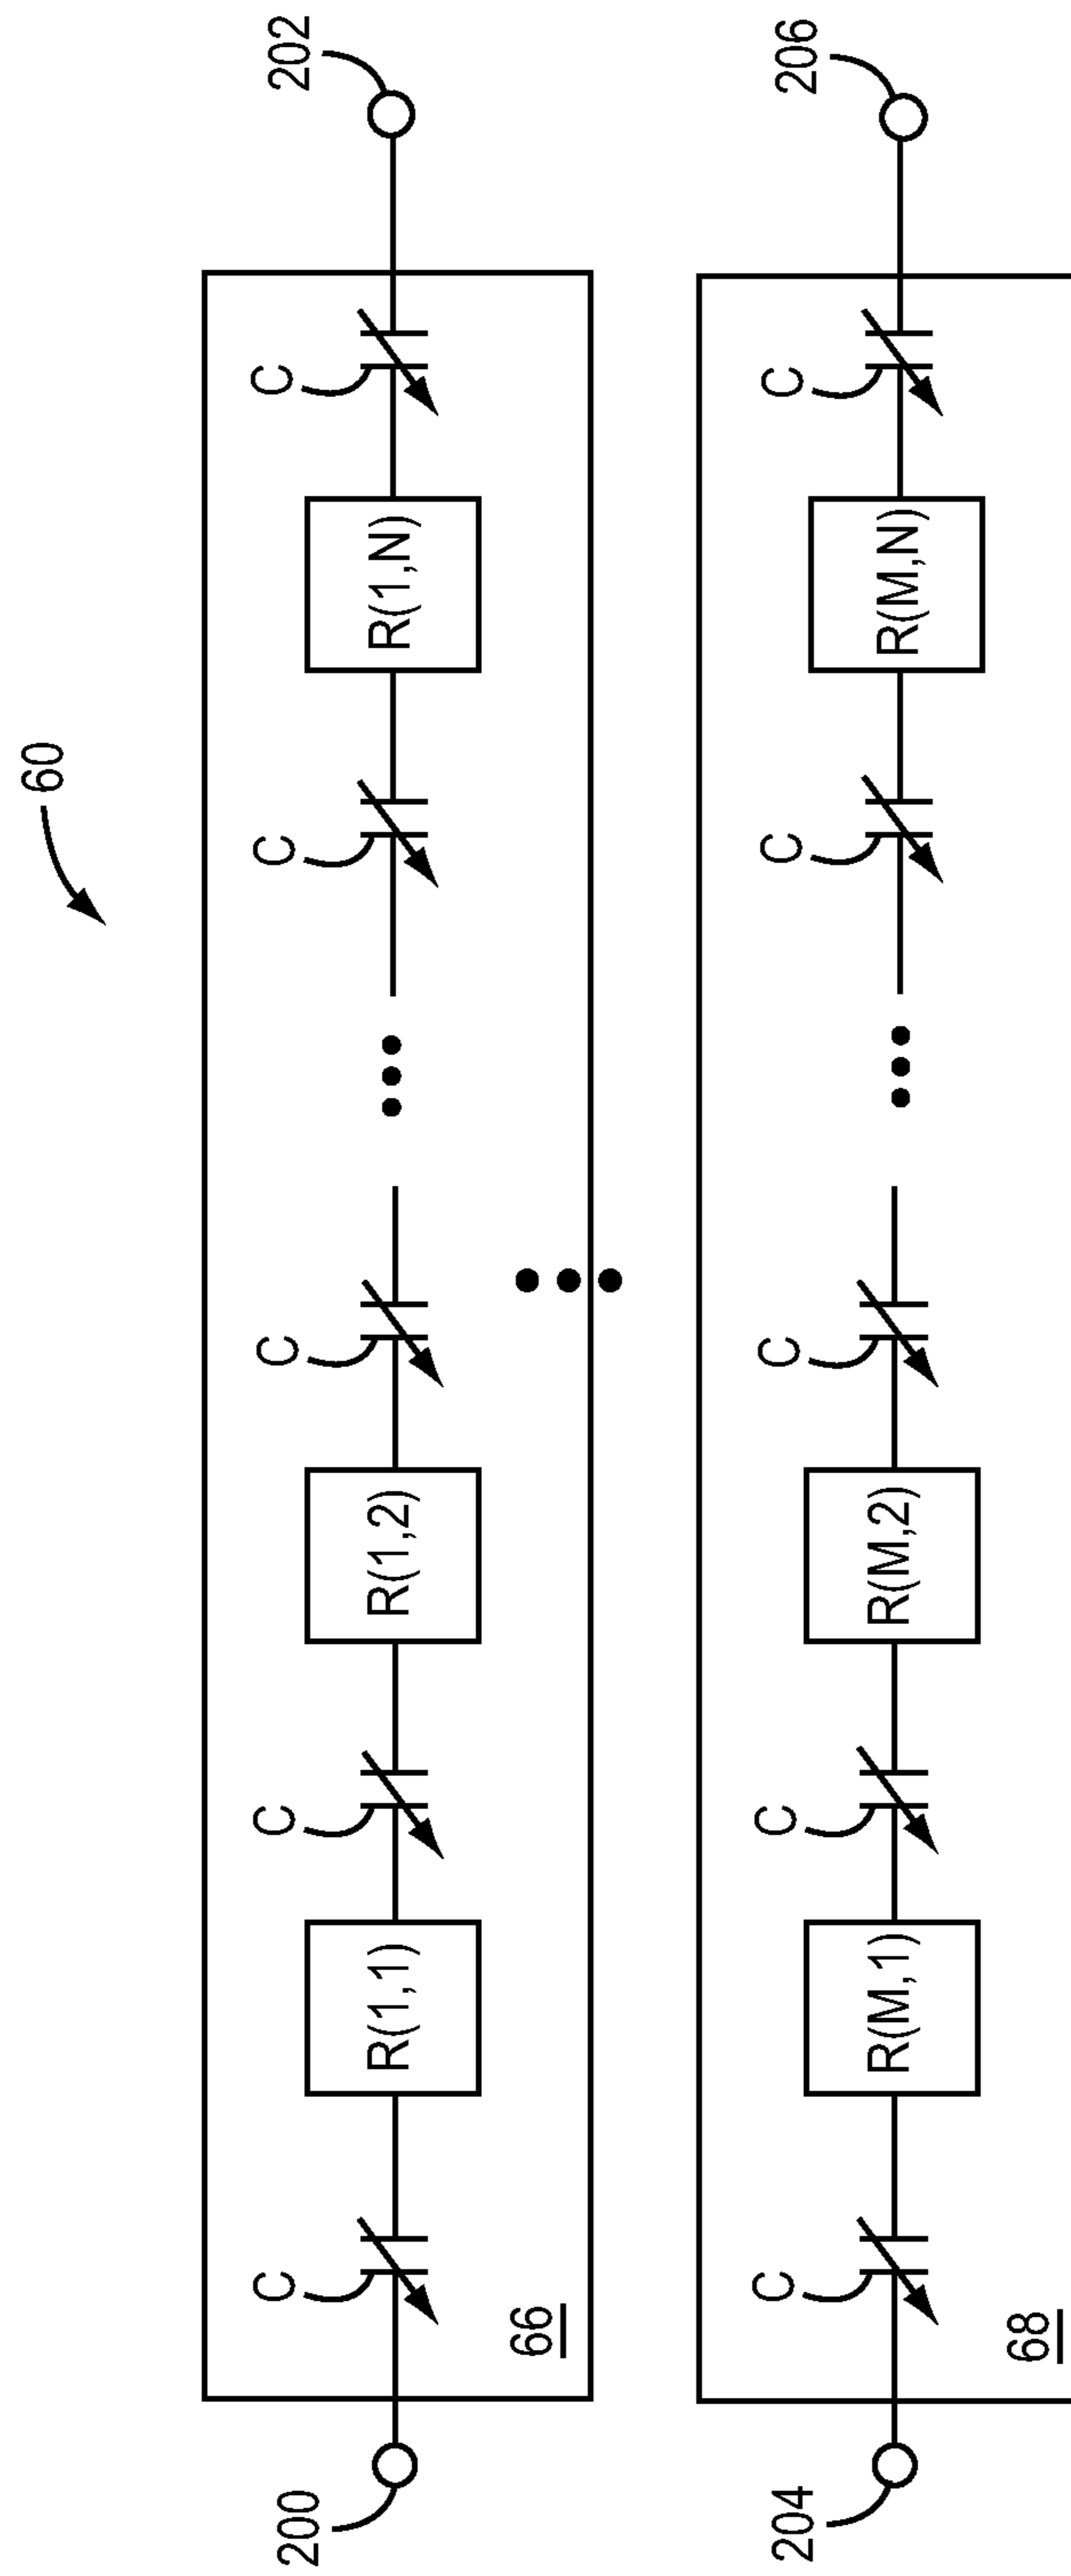 60
200
C
R(1,1)
C
R(1,2)
C
C
R(1,N)
C
202
66
204
C
R(M,1)
C
R(M,2)
C
C
R(M,N)
C
206
68